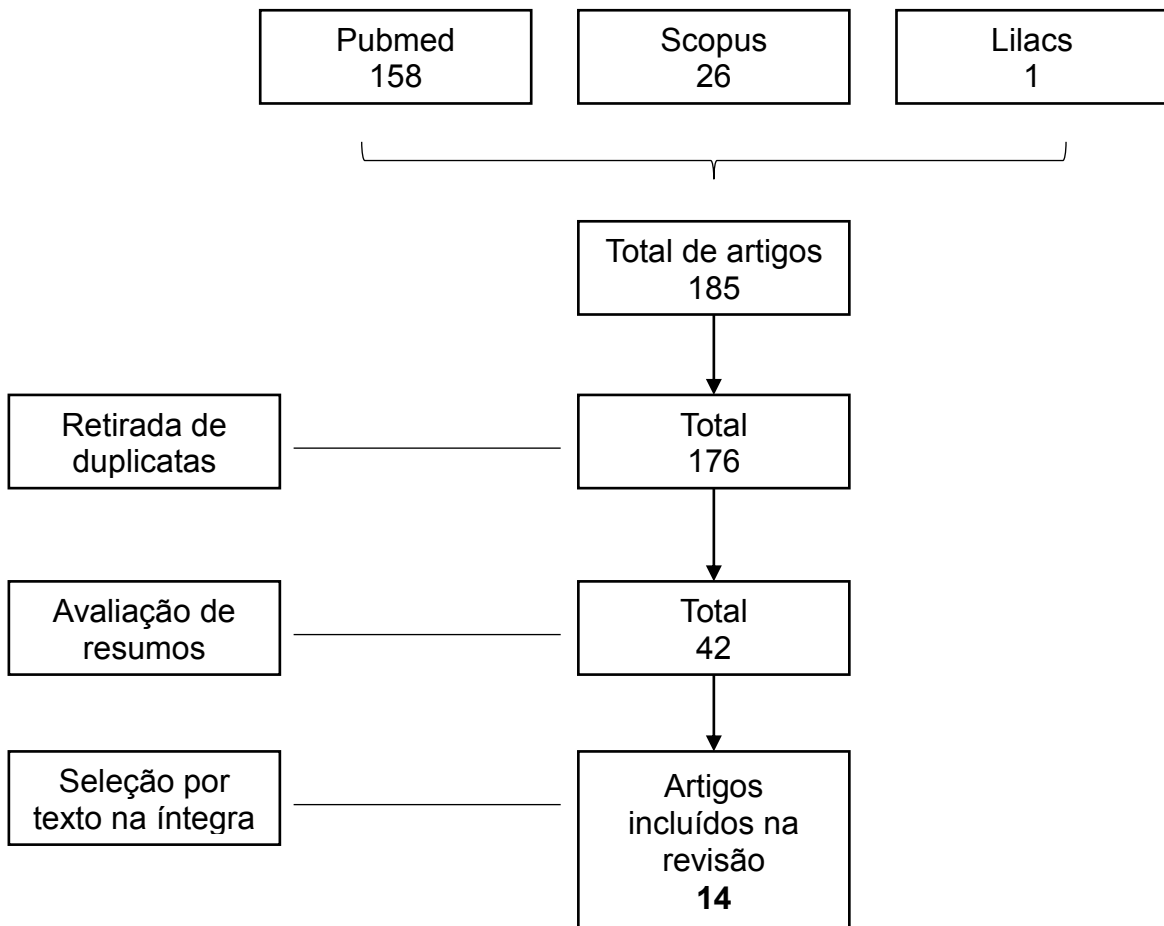 Pubmed
158
Scopus
26
Lilacs
1
Total de artigos
185
Retirada de
duplicatas
Total
176
Avaliação de
resumos
Total
42
Seleção por
texto na íntegra
Artigos
incluídos na
revisão
14